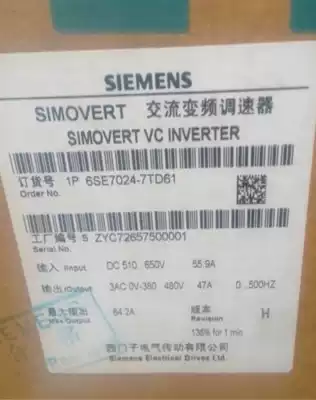 SIEMENS
SIMOVERT 交流变频调速器
SIMOVERT VC INVERTER
订货号 1P 6SE7024-7TD61
Order No.
工厂编号 S ZYC72657500001
Serial No.
输入 Input DC 510 650V 55.9A
输出 /Output 3AC 0V-380 480V 47A 0...500HZ
最大输出 64.2A 版本 H
Max Output Revision
136% for 1 min
西门子电气传动有限公司
Siemens Electrical Drives Ltd.